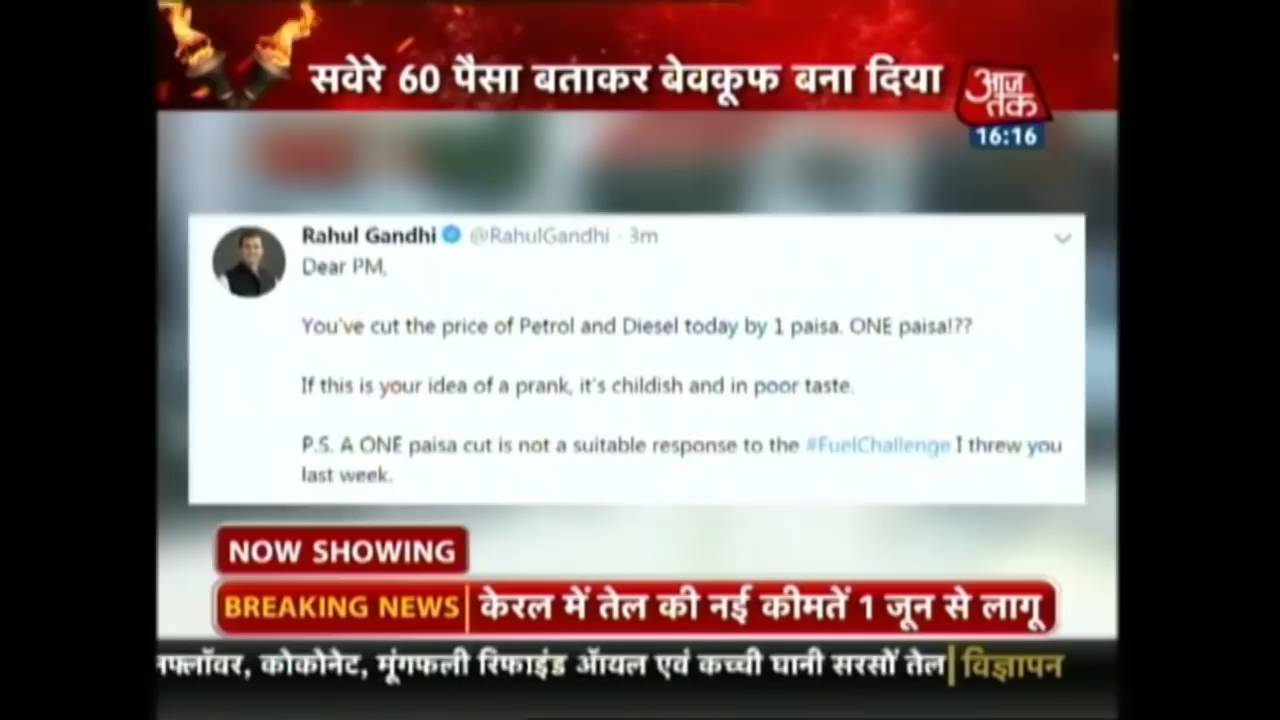 सवेरे 60 पैसा बताकर बेवकूफ बना दिया
आज तक
16:16
Rahul Gandhi @RahulGandhi · 3m
Dear PM,
You've cut the price of Petrol and Diesel today by 1 paisa. ONE paisa!??
If this is your idea of a prank, it's childish and in poor taste.
P.S. A ONE paisa cut is not a suitable response to the #FuelChallenge I threw you
last week.
NOW SHOWING
BREAKING NEWS केरल में तेल की नई कीमतें 1 जून से लागू
कोकोनेट, मूंगफली रिफाइंड ऑयल एवं कच्ची घानी सरसों तेल विज्ञापन